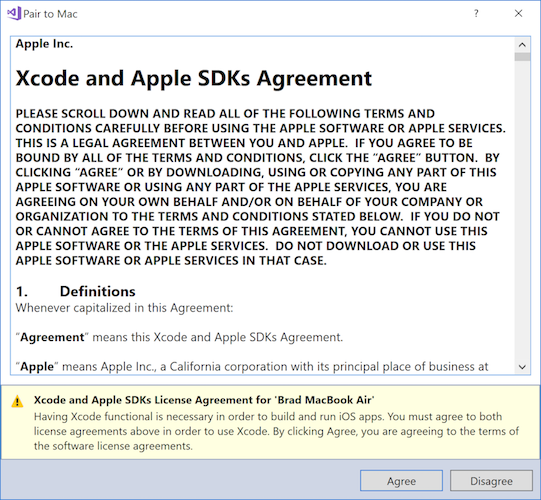 Pair to Mac
Apple Inc.
Xcode and Apple SDKs Agreement
PLEASE SCROLL DOWN AND READ ALL OF THE FOLLOWING TERMS AND
CONDITIONS CAREFULLY BEFORE USING THE APPLE SOFTWARE OR APPLE SERVICES.
THIS IS A LEGAL AGREEMENT BETWEEN YOU AND APPLE.  IF YOU AGREE TO BE
BOUND BY ALL OF THE TERMS AND CONDITIONS, CLICK THE “AGREE” BUTTON.  BY
CLICKING “AGREE” OR BY DOWNLOADING, USING OR COPYING ANY PART OF THIS
APPLE SOFTWARE OR USING ANY PART OF THE APPLE SERVICES, YOU ARE
AGREEING ON YOUR OWN BEHALF AND/OR ON BEHALF OF YOUR COMPANY OR
ORGANIZATION TO THE TERMS AND CONDITIONS STATED BELOW.  IF YOU DO NOT
OR CANNOT AGREE TO THE TERMS OF THIS AGREEMENT, YOU CANNOT USE THIS
APPLE SOFTWARE OR THE APPLE SERVICES.  DO NOT DOWNLOAD OR USE THIS
APPLE SOFTWARE OR APPLE SERVICES IN THAT CASE.
1. Definitions
Whenever capitalized in this Agreement:
“Agreement” means this Xcode and Apple SDKs Agreement.
“Apple” means Apple Inc., a California corporation with its principal place of business at
Xcode and Apple SDKs License Agreement for 'Brad MacBook Air'
Having Xcode functional is necessary in order to build and run iOS apps. You must agree to both
license agreements above in order to use Xcode. By clicking Agree, you are agreeing to the terms of
the software license agreements.
Agree
Disagree